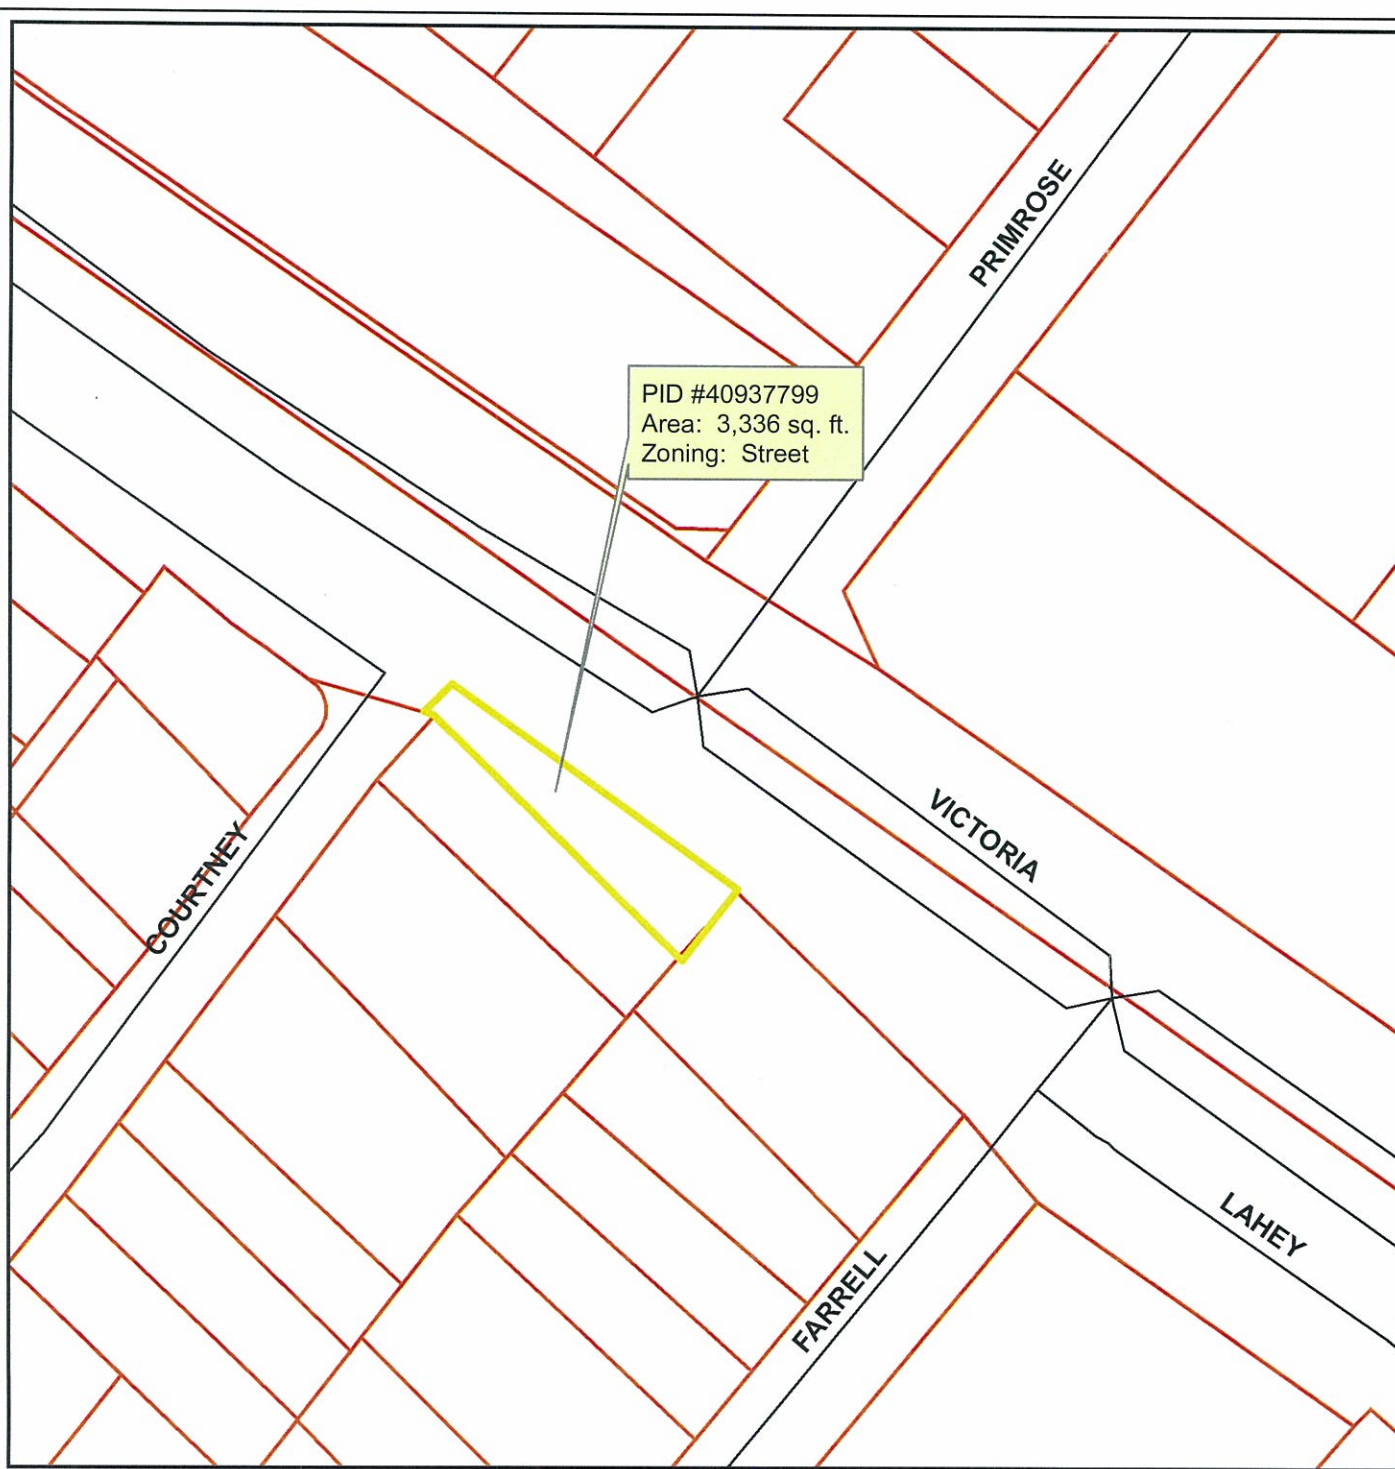 PRIMROSE
PID #40937799
Area: 3,336 sq. ft.
Zoning: Street
VICTORIA
COURTNEY
LAHEY
FARRELL